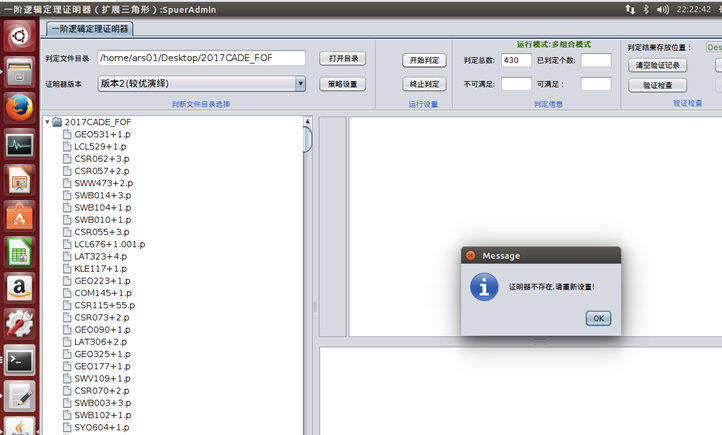 一阶逻辑定理证明器（扩展三角形）:SpuerAdmin
22:22:42
一阶逻辑定理证明器
判定文件目录
/home/ars01/Desktop/2017CADE_FOF
打开目录
证明器版本
版本2(较优演绎)
策略设置
判断文件目录选择
开始判定
终止判定
运行设置
运行模式:多组合模式
判定总数:
430
已判定个数:
不可满足:
可满足:
判定信息
判定结果存放位置:
Des
清空验证记录
验证检查
验证检查
2017CADE_FOF
GEO531+1.p
LCL529+1.p
CSR062+3.p
CSR057+2.p
SWW473+2.p
SWB014+3.p
SWB104+1.p
SWB010+1.p
CSR055+3.p
LCL676+1.001.p
LAT323+4.p
KLE117+1.p
GEO223+1.p
COM145+1.p
CSR115+55.p
CSR073+2.p
GEO090+1.p
LAT306+2.p
GEO325+1.p
GEO177+1.p
SWV109+1.p
CSR070+2.p
SWB003+3.p
SWB102+1.p
SYO604+1.p
Message
证明器不存在,请重新设置!
OK